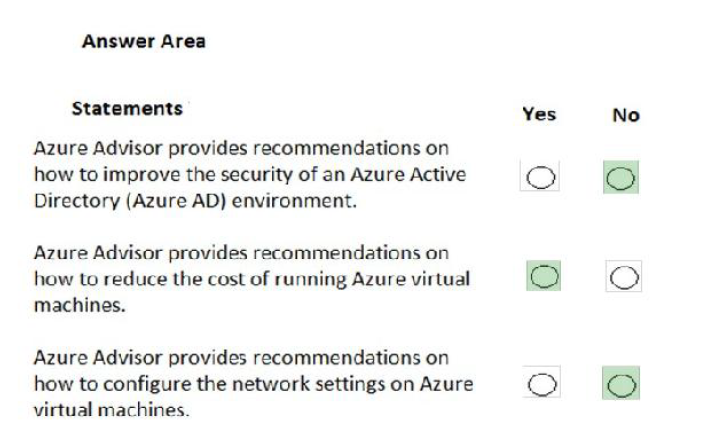 Answer Area
Statements Yes No
Azure Advisor provides recommendations on
how to improve the security of an Azure Active
Directory (Azure AD) environment.
Azure Advisor provides recommendations on
how to reduce the cost of running Azure virtual
machines.
Azure Advisor provides recommendations on
how to configure the network settings on Azure
virtual machines.